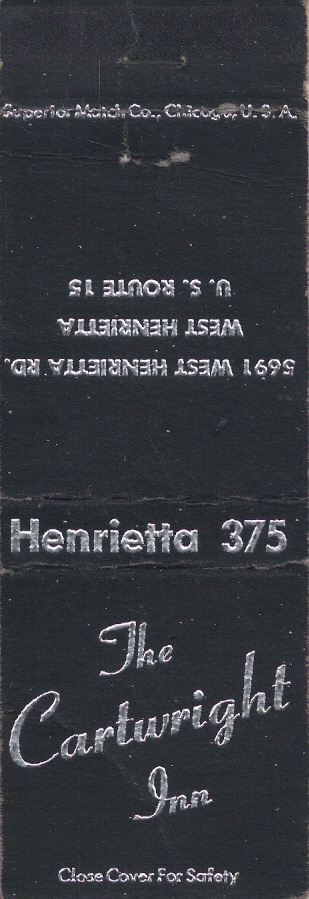 Superior Match Co., Chicago, U. S. A.
5691 WEST HENRIETTA RD.
WEST HENRIETTA
U. S. ROUTE 15
Henrietta 375
The
Cartwright
Inn
Close Cover For Safety